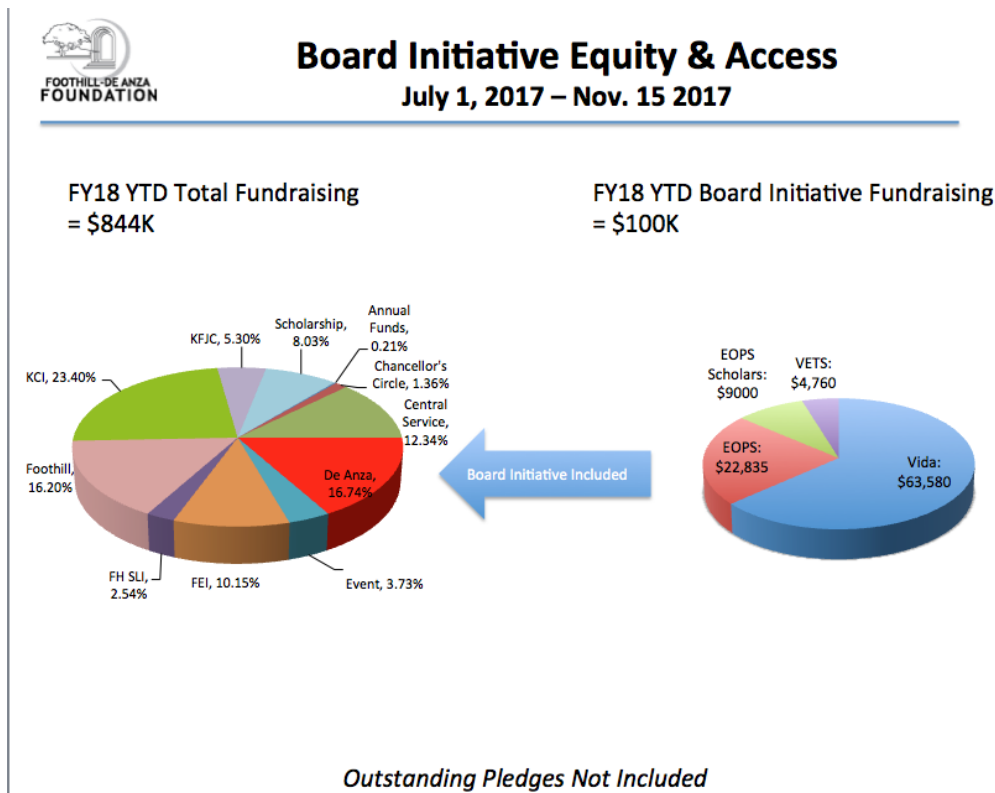 FOOTHILL-DE ANZA
FOUNDATION
Board Initiative Equity & Access
July 1, 2017 – Nov. 15 2017
FY18 YTD Total Fundraising
= $844K
FY18 YTD Board Initiative Fundraising
= $100K
KFJC, 5.30%
Scholarship,
8.03%
Annual
Funds,
0.21%
Chancellor's
Circle, 1.36%
Central
Service,
12.34%
KCI, 23.40%
Foothill,
16.20%
De Anza,
16.74%
FH SLI,
2.54%
FEI, 10.15%
Event, 3.73%
Board Initiative Included
EOPS
Scholars:
$9000
VETS:
$4,760
EOPS:
$22,835
Vida:
$63,580
Outstanding Pledges Not Included